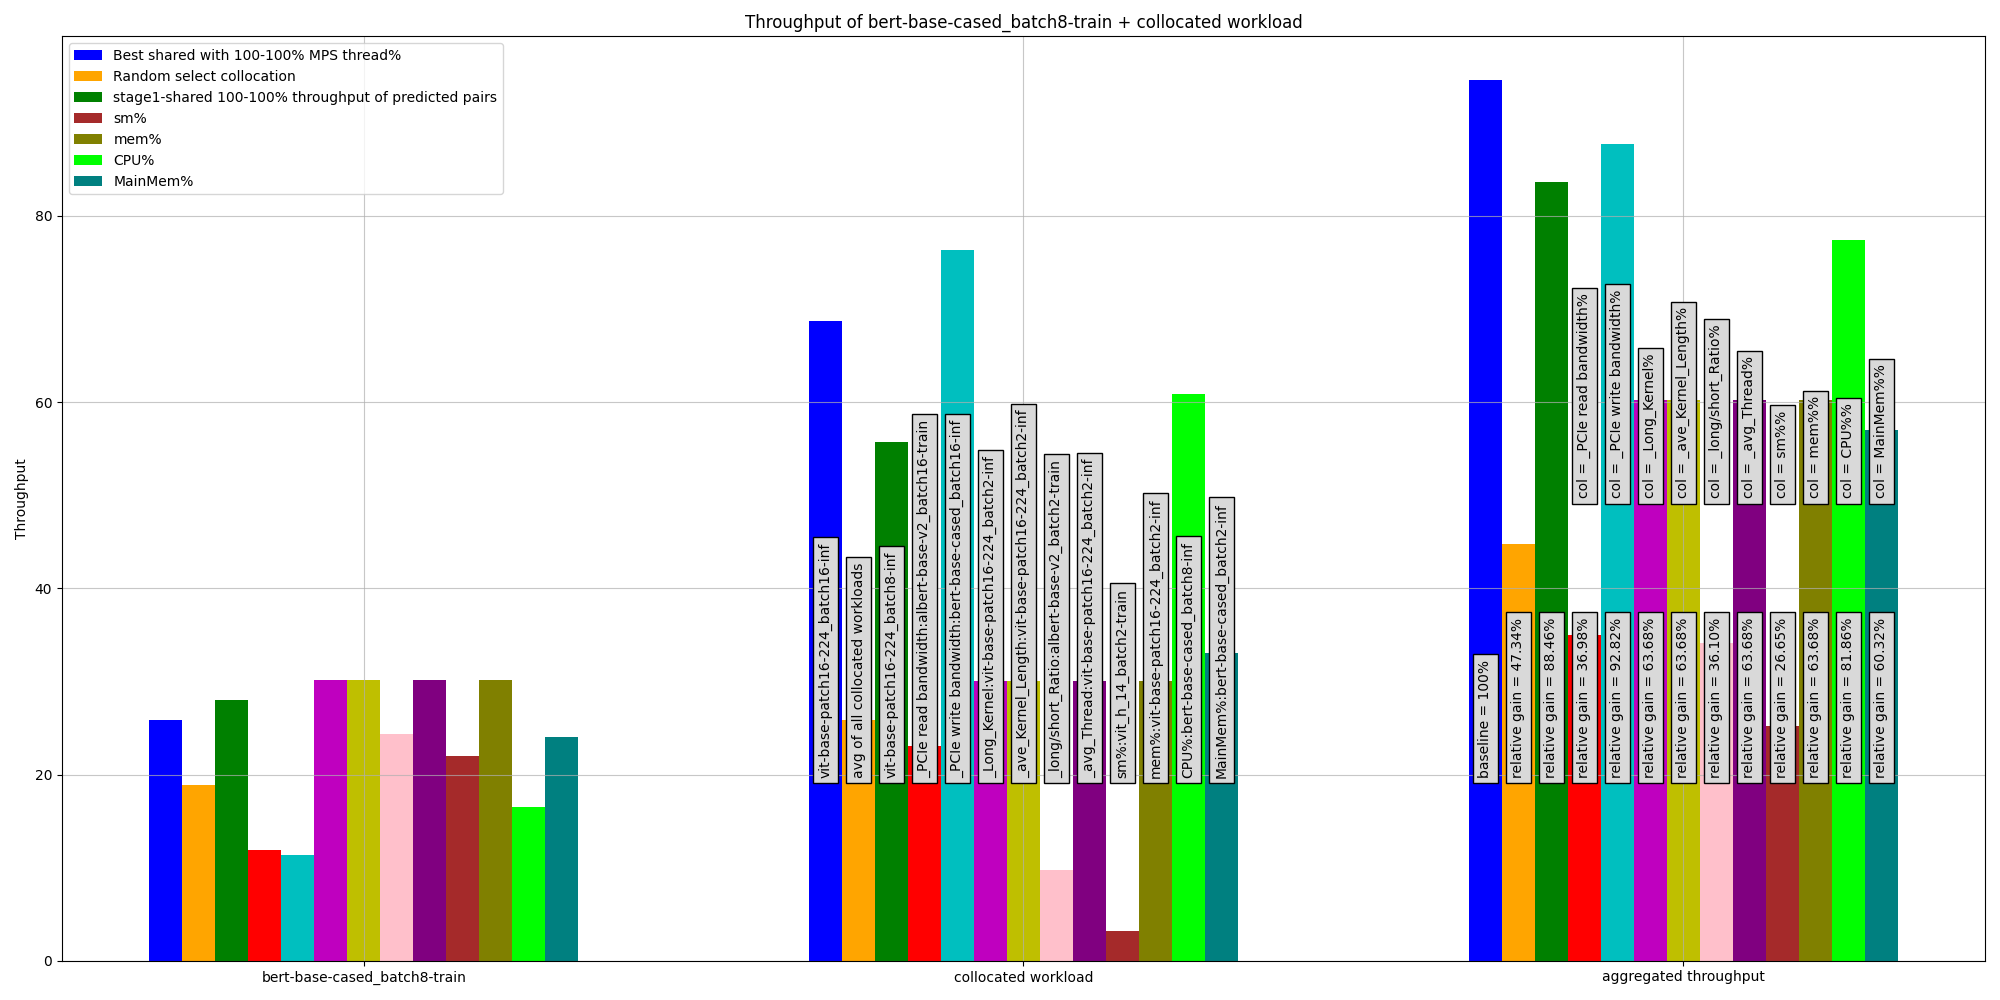 Throughput of bert-base-cased_batch8-train + collocated workload
Best shared with 100-100% MPS thread%
Random select collocation
stage1-shared 100-100% throughput of predicted pairs
sm%
mem%
CPU%
MainMem%
Throughput
80
60
40
20
0
vit-base-patch16-224_batch16-inf
avg of all collocated workloads
vit-base-patch16-224_batch8-inf
_PCIe read bandwidth:albert-base-v2_batch16-train
_PCIe write bandwidth:bert-base-cased_batch16-inf
_Long_Kernel:vit-base-patch16-224_batch2-inf
_ave_Kernel_Length:vit-base-patch16-224_batch2-inf
_long/short_Ratio:albert-base-v2_batch2-train
_avg_Thread:vit-base-patch16-224_batch2-inf
sm%:vit_h_14_batch2-train
mem%:vit-base-patch16-224_batch2-inf
CPU%:bert-base-cased_batch8-inf
MainMem%:bert-base-cased_batch2-inf
col = _PCIe read bandwidth%
col = _PCIe write bandwidth%
col = _Long_Kernel%
col = _ave_Kernel_Length%
col = _long/short_Ratio%
col = _avg_Thread%
col = sm%%
col = mem%%
col = CPU%%
col = MainMem%%
baseline = 100%
relative gain = 47.34%
relative gain = 88.46%
relative gain = 36.98%
relative gain = 92.82%
relative gain = 63.68%
relative gain = 63.68%
relative gain = 36.10%
relative gain = 63.68%
relative gain = 26.65%
relative gain = 63.68%
relative gain = 81.86%
relative gain = 60.32%
bert-base-cased_batch8-train
collocated workload
aggregated throughput